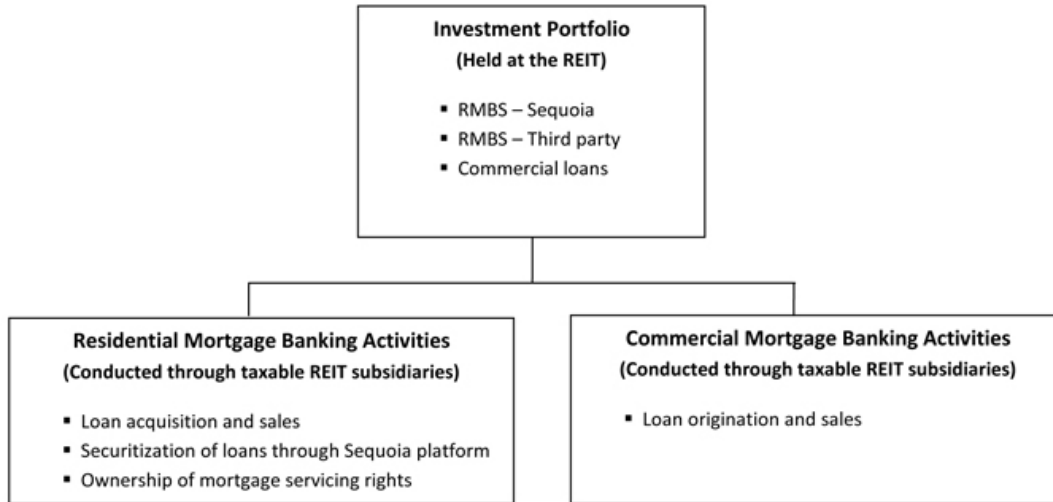 Investment Portfolio
(Held at the REIT)
▪ RMBS – Sequoia
▪ RMBS – Third party
▪ Commercial loans
Residential Mortgage Banking Activities
(Conducted through taxable REIT subsidiaries)
▪ Loan acquisition and sales
▪ Securitization of loans through Sequoia platform
▪ Ownership of mortgage servicing rights
Commercial Mortgage Banking Activities
(Conducted through taxable REIT subsidiaries)
▪ Loan origination and sales